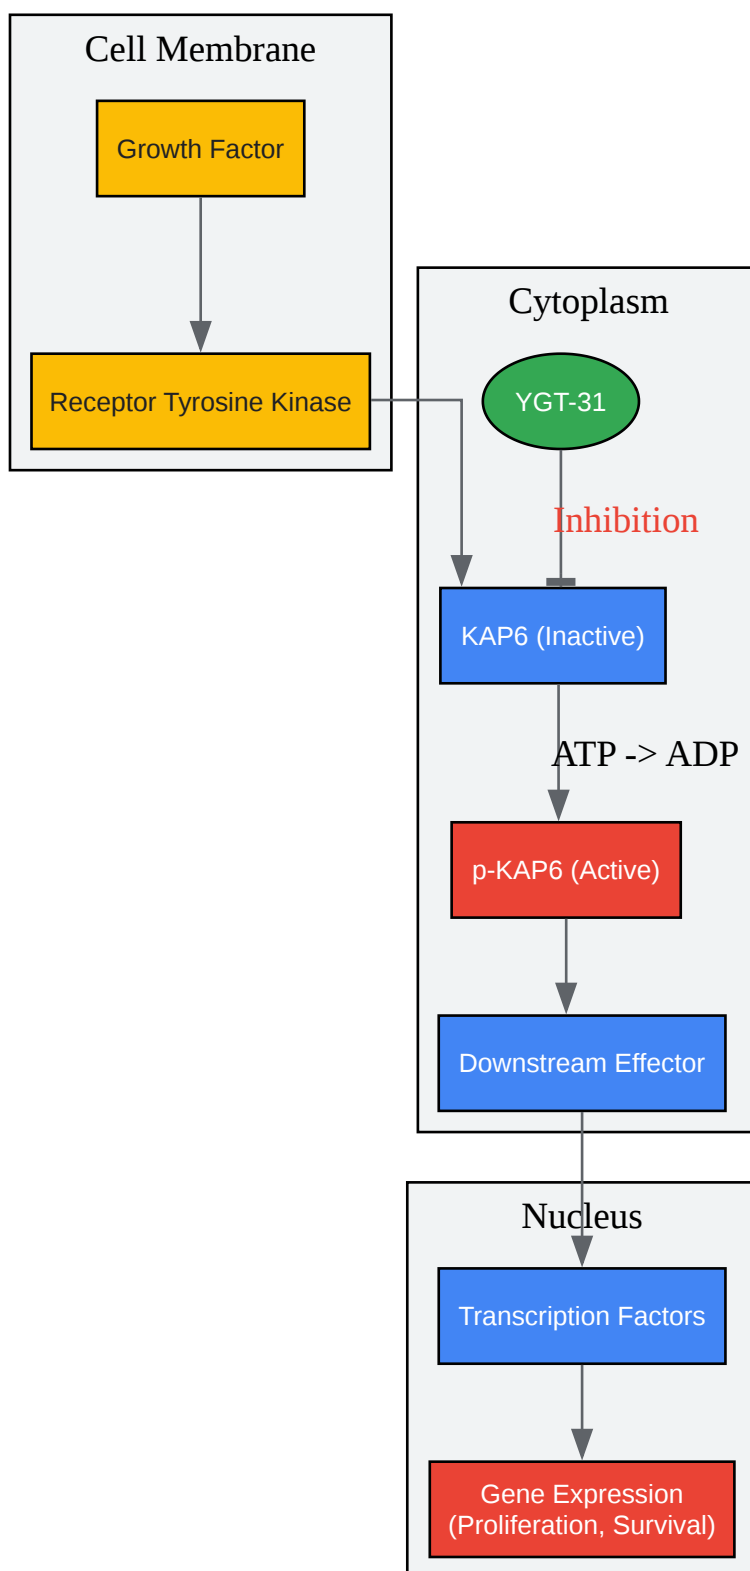 Cell Membrane
Growth Factor
Receptor Tyrosine Kinase
Cytoplasm
YGT-31
Inhibition
KAP6 (Inactive)
ATP -> ADP
p-KAP6 (Active)
Downstream Effector
Nucleus
Transcription Factors
Gene Expression
(Proliferation, Survival)